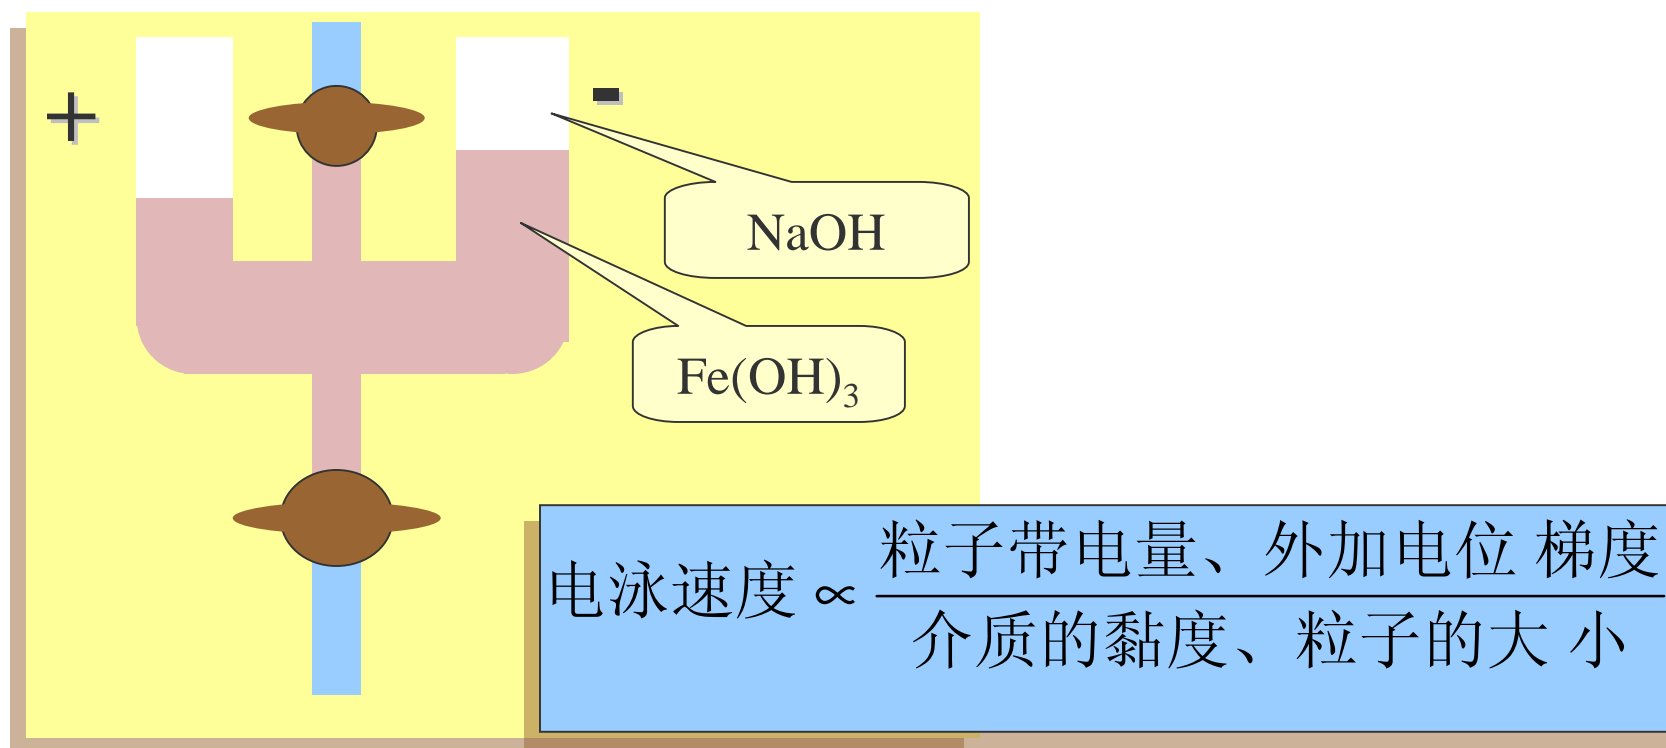 +
-
NaOH
Fe(OH)₃
粒子带电量、外加电位 梯度
电泳速度 ∝
介质的黏度、粒子的大 小